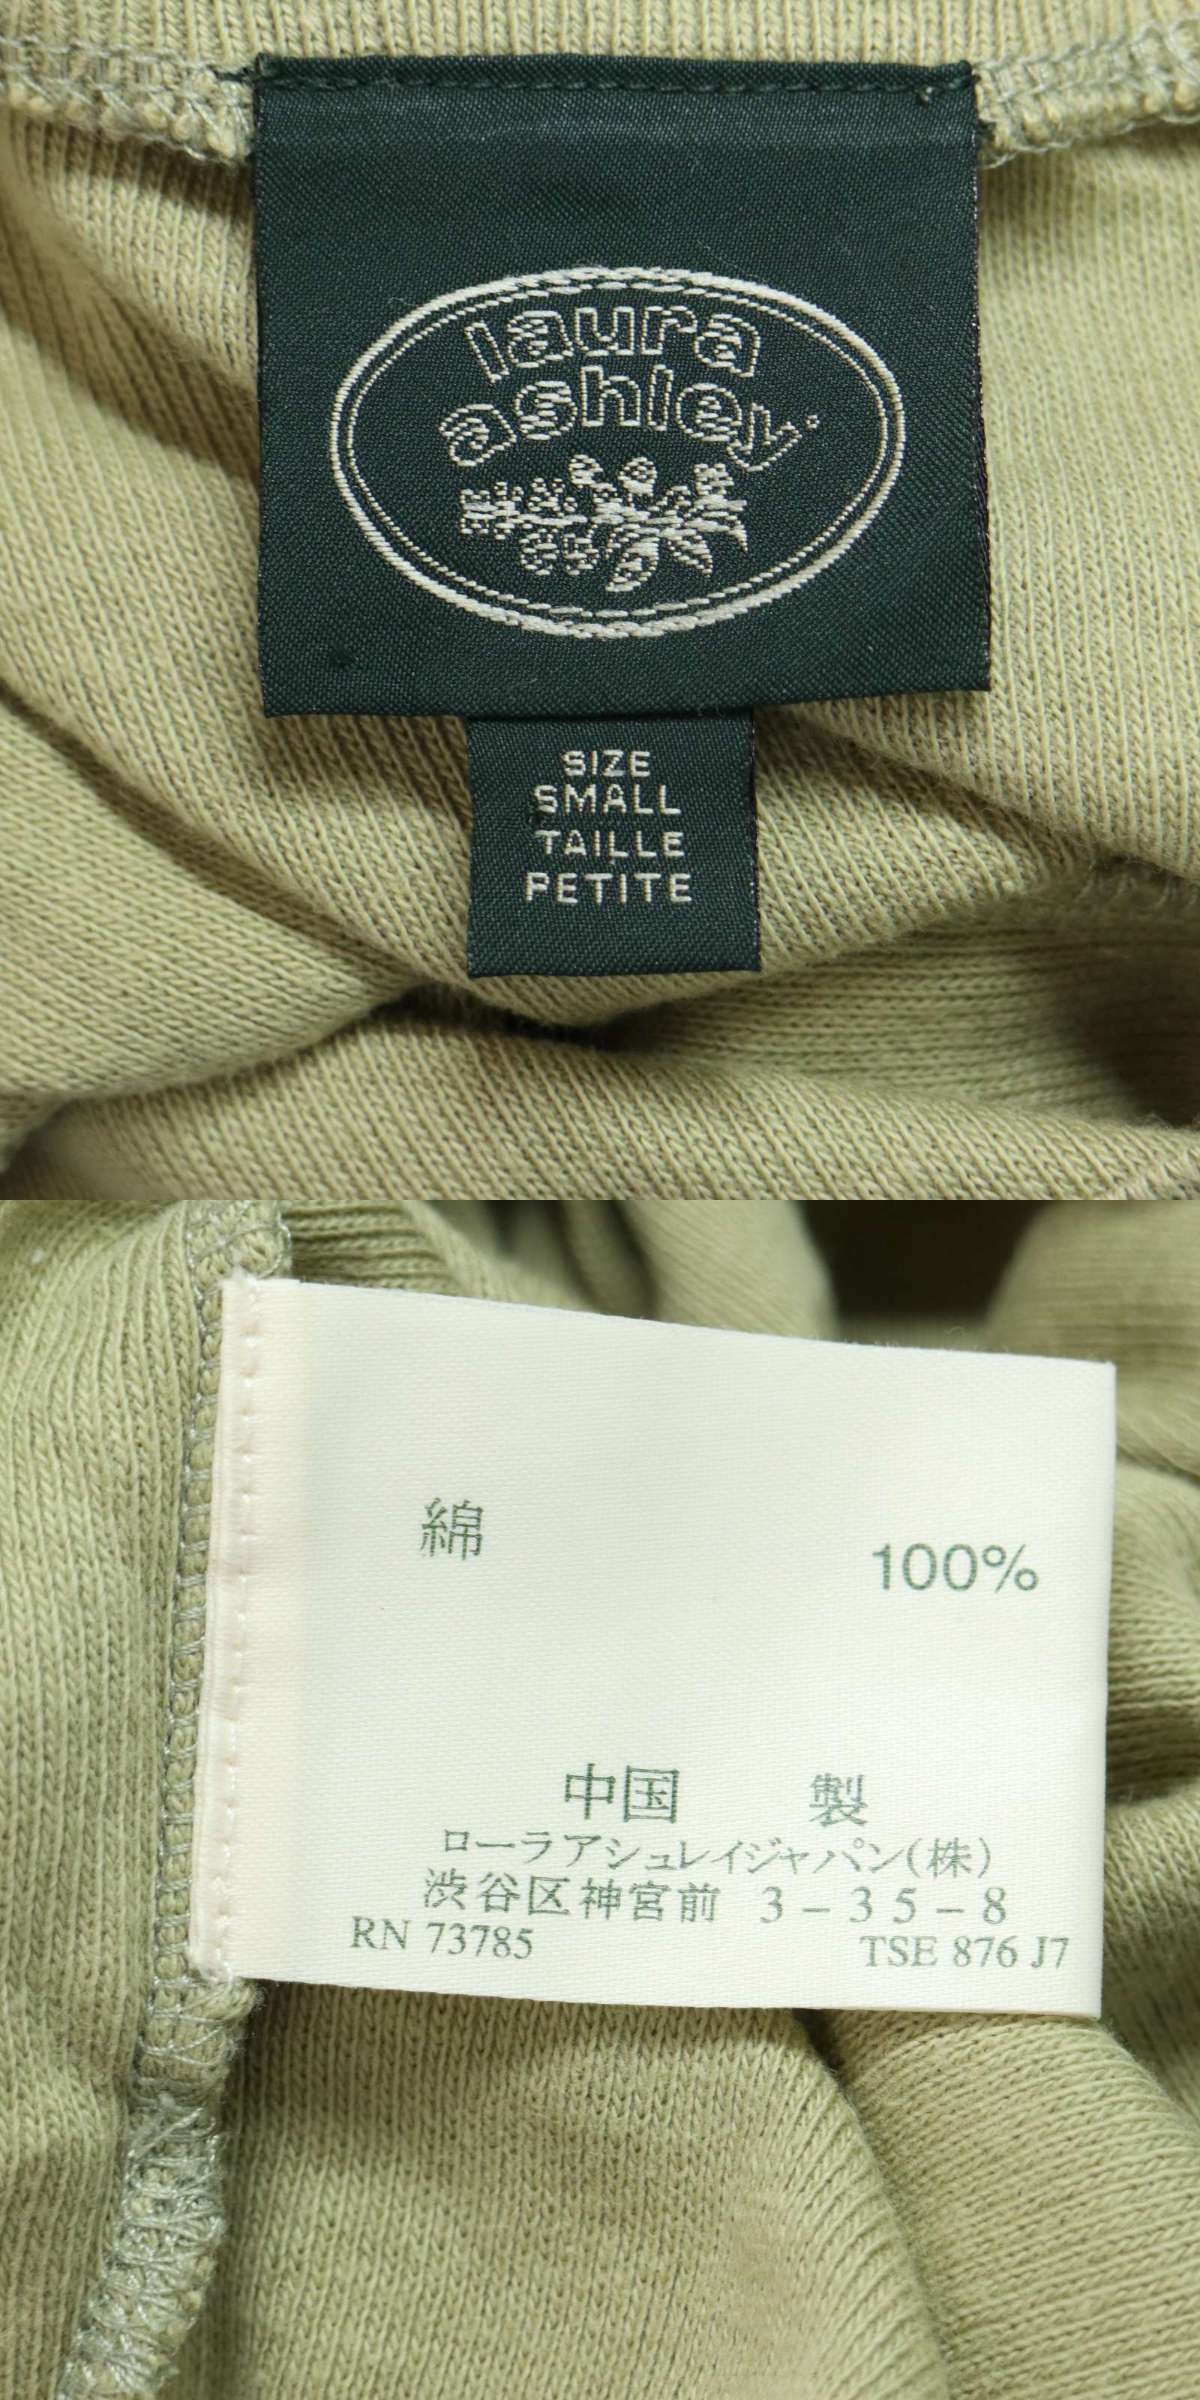 laura
ashley
SIZE
SMALL
TAILLE
PETITE
綿 100%
中国 製
ローラアシュレイジャパン(株)
渋谷区神宮前 3-35-8
RN 73785 TSE 876 J7